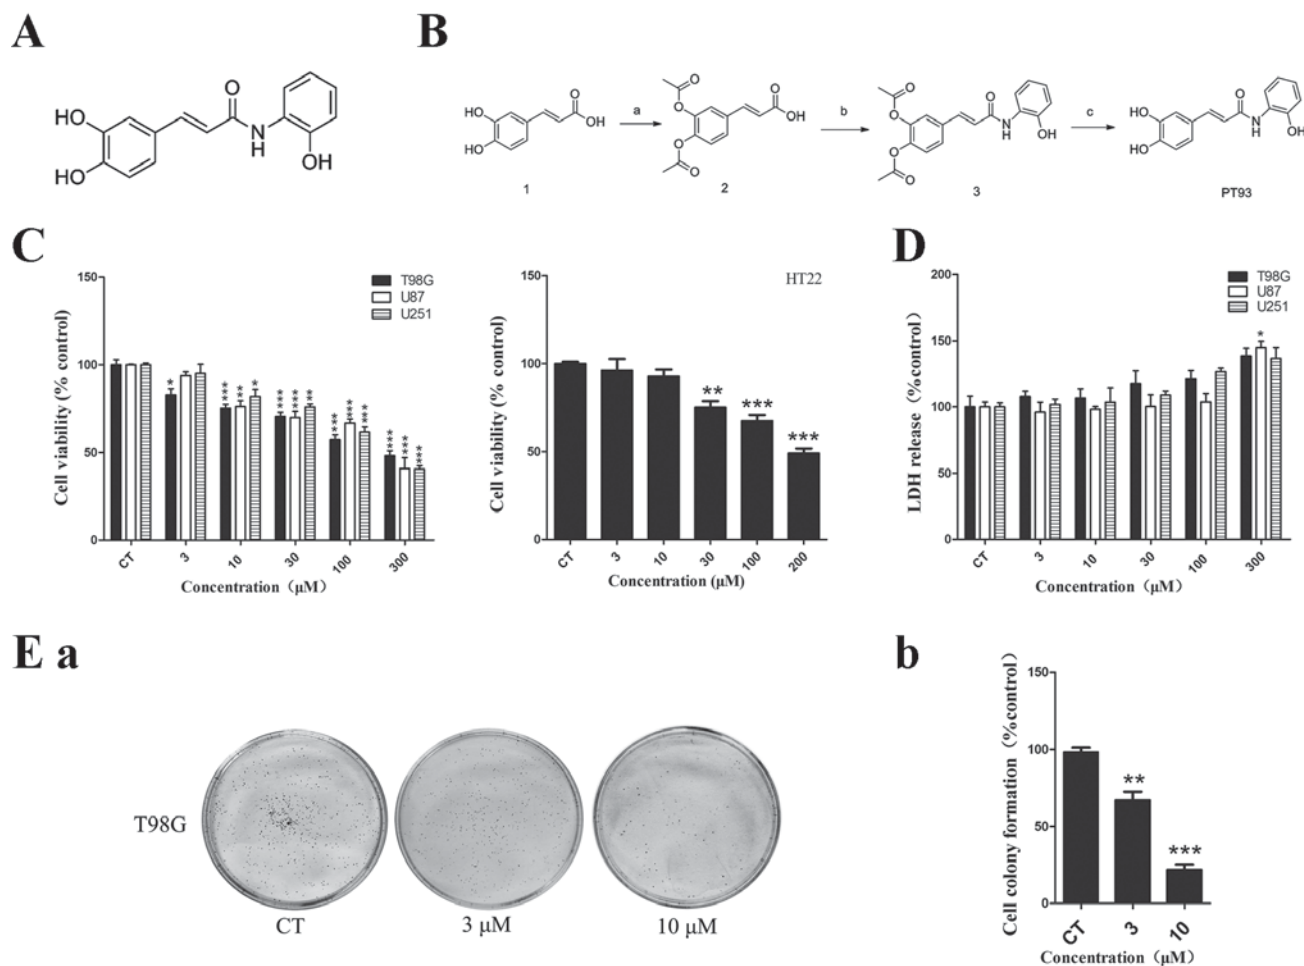 A
B
HO
HO
O
N
H
OH
HO
HO
O
OH
1
a
O
O
O
O
O
OH
2
b
O
O
O
O
O
N
H
OH
3
c
HO
HO
O
N
H
OH
PT93
C
Cell viability (% control)
150
100
50
0
T98G
U87
U251
*
***
**
*
***
***
**
***
***
***
***
***
***
CT
3
10
30
100
300
Concentration (μM)
Cell viability (% control)
150
100
50
0
HT22
**
***
***
CT
3
10
30
100
200
Concentration (μM)
D
LDH release (%control)
200
150
100
50
0
T98G
U87
U251
*
CT
3
10
30
100
300
Concentration (μM)
E a
T98G
CT
3 μM
10 μM
b
Cell colony formation (%control)
150
100
50
0
**
***
CT
3
10
Concentration (μM)